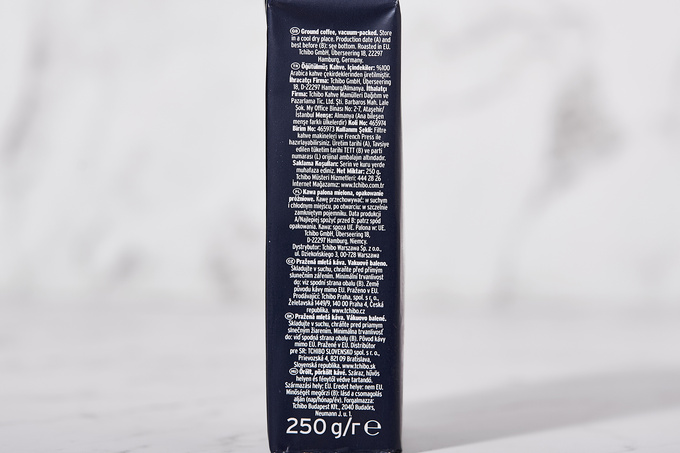 GB Ground coffee, vacuum-packed. Store
in a cool dry place. Production date (A) and
best before (B): see bottom. Roasted in EU.
Tchibo GmbH, Überseering 18, 22297
Hamburg, Germany.
TR Öğütülmüş Kahve. İçindekiler: %100
Arabica kahve çekirdeklerinden üretilmiştir.
İhracatçı Firma: Tchibo GmbH, Überseering
18, D-22297 Hamburg/Almanya. İthalatçı
Firma: Tchibo Kahve Mamülleri Dağıtım ve
Pazarlama Tic. Ltd. Şti. Barbaros Mah. Lale
Sok. My Office Binası No: 2-7, Ataşehir/
İstanbul Menşe: Almanya (Ana bileşen
menşe farklı ülkelerdir) Koli No: 465974
Birim No: 465973 Kullanım Şekli: Filtre
kahve makineleri ve French Press ile
hazırlayabilirsiniz. Üretim tarihi (A), Tavsiye
edilen tüketim tarihi TETT (B) ve parti
numarası (L) orijinal ambalajın altındadır.
Saklama Koşulları: Serin ve kuru yerde
muhafaza ediniz. Net Miktar: 250 g.
Tchibo Müşteri Hizmetleri: 444 28 26
İnternet Mağazamız: www.tchibo.com.tr
PL Kawa palona mielona, opakowanie
próżniowe. Kawę przechowywać: w suchym
i chłodnym miejscu, po otwarciu: w szczelnie
zamkniętym pojemniku. Data produkcji
A/Najlepiej spożyć przed B: patrz spód
opakowania. Kawa: spoza UE. Palona w: UE.
Tchibo GmbH, Überseering 18,
D-22297 Hamburg, Niemcy.
Dystrybutor: Tchibo Warszawa Sp. z o.o.,
ul. Dziekońskiego 3, 00-728 Warszawa
CZ Pražená mletá káva. Vakuově baleno.
Skladujte v suchu, chraňte před přímým
slunečním zářením. Minimální trvanlivost
do: viz spodní strana obalu (B). Země
původu kávy mimo EU. Praženo v EU.
Prodávající: Tchibo Praha, spol. s r.o.,
Želetavská 1449/9, 140 00 Praha 4, Česká
republika. www.tchibo.cz
SK Pražená mletá káva. Vákuovo balené.
Skladujte v suchu, chráňte pred priamym
slnečným žiarením. Minimálna trvanlivosť
do: viď spodná strana obalu (B). Pôvod kávy
mimo EÚ. Pražené v EÚ. Distribútor
pre SR: TCHIBO SLOVENSKO spol. s r.o.,
Prievozská 4, 821 09 Bratislava,
Slovenská republika. www.tchibo.sk
HU Őrölt, pörkölt kávé. Száraz, hűvös
helyen és fénytől védve tartandó.
Származási hely: EU. Eredet helye: nem EU.
Minőségét megőrzi (B): lásd a csomagolás
alján (nap/hónap/év). Forgalmazza:
Tchibo Budapest Kft., 2040 Budaörs,
Neumann J. u. 1.
250 g/r ℮